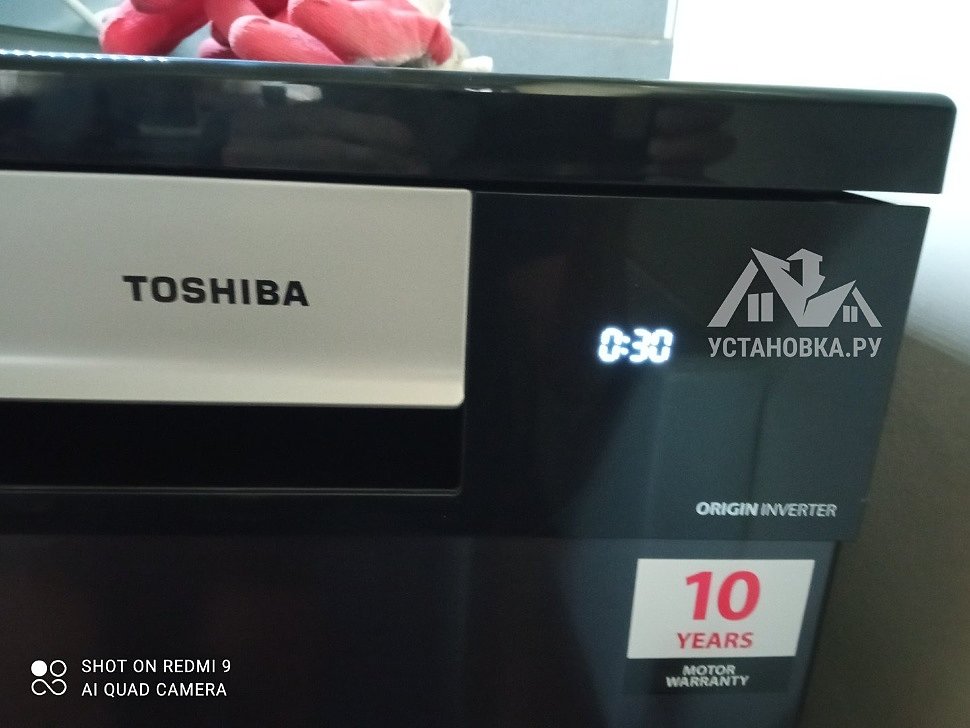 TOSHIBA
0:30
УСТАНОВКА.РУ
ORIGIN INVERTER
10
YEARS
MOTOR
WARRANTY
SHOT ON REDMI 9
AI QUAD CAMERA